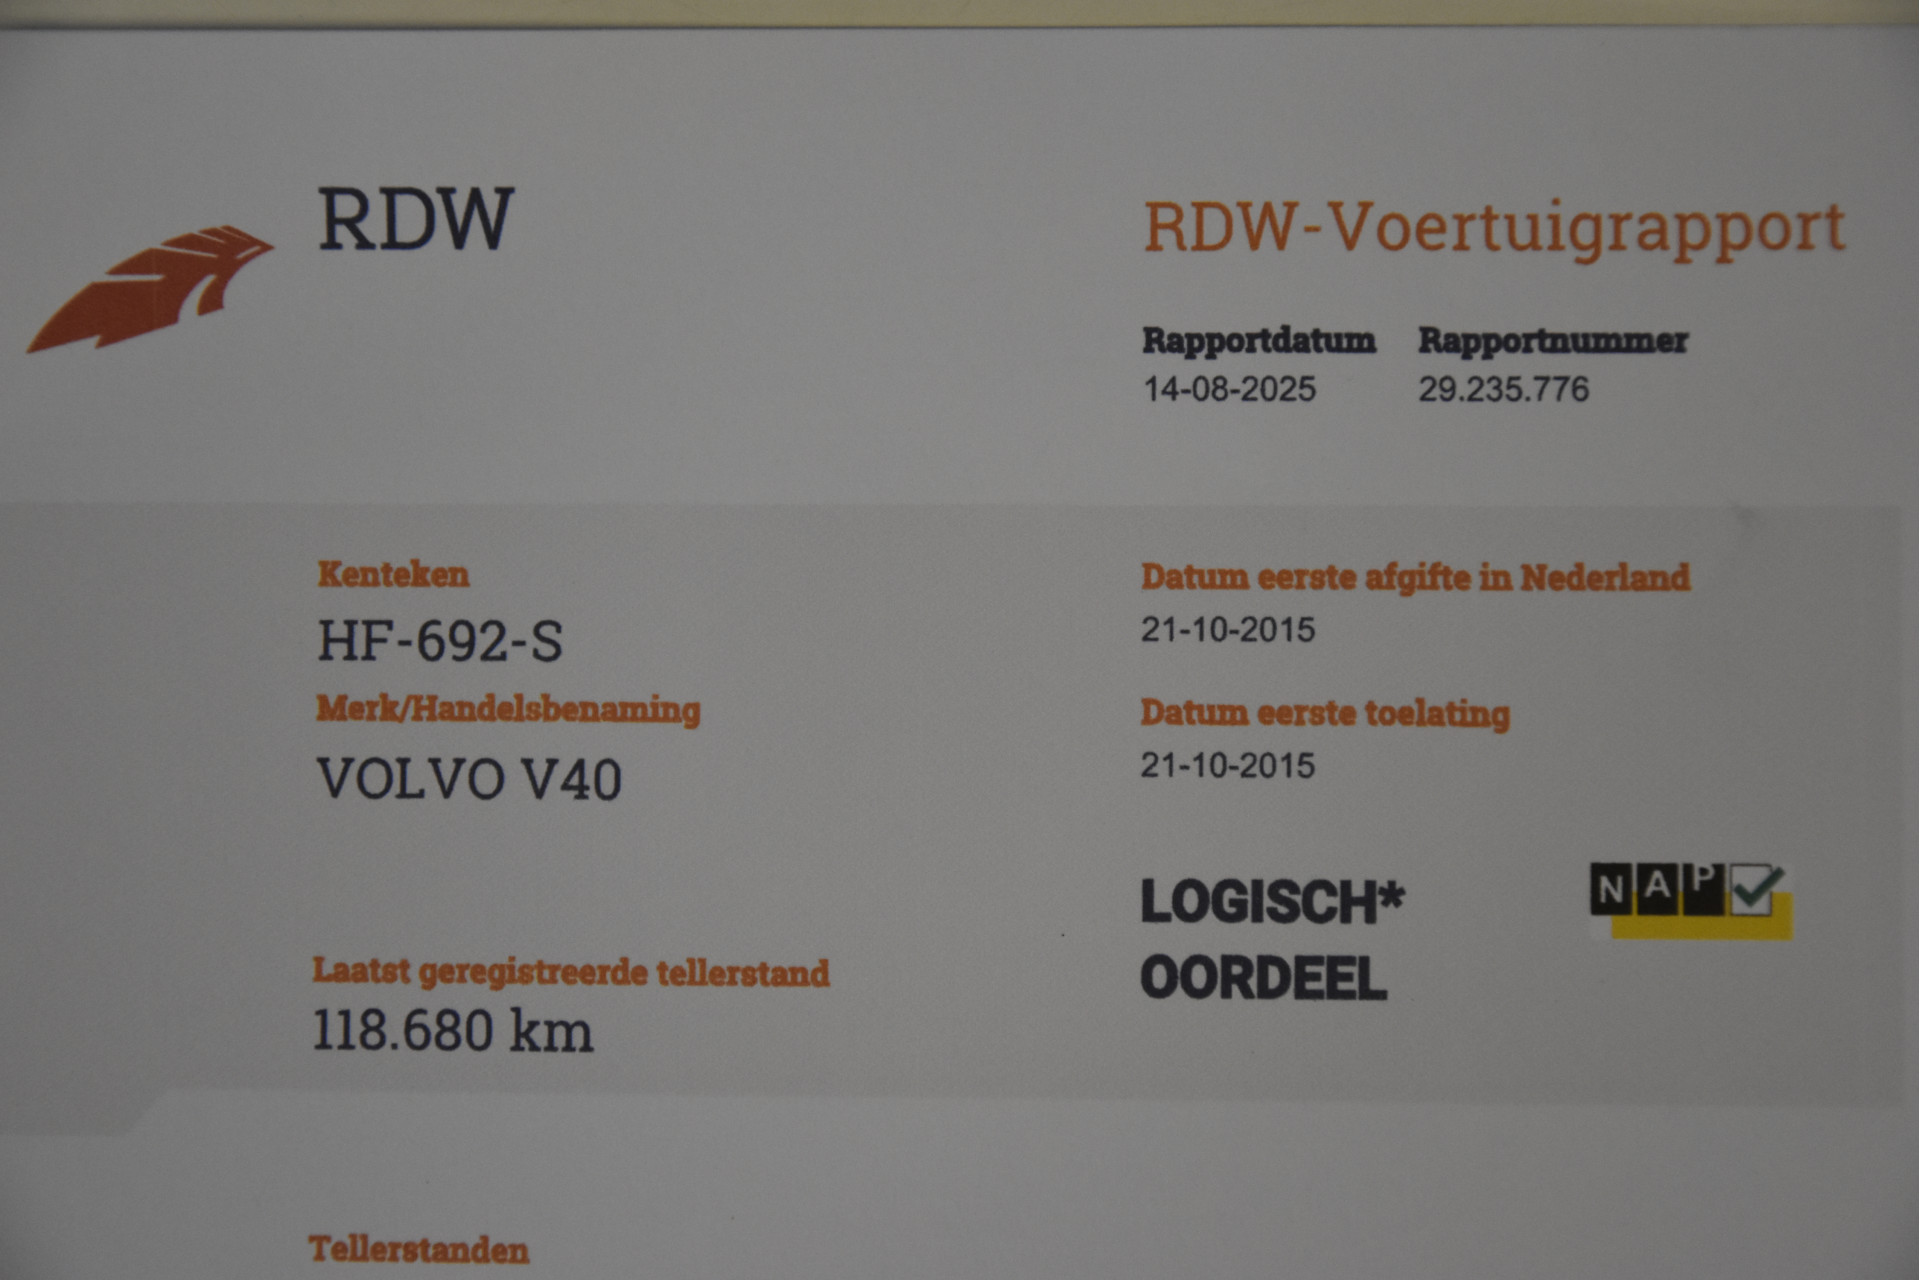 RDW
RDW-Voertuigrapport
Rapportdatum Rapportnummer
14-08-2025 29.235.776
Kenteken
HF-692-S
Merk/Handelsbenaming
VOLVO V40
Laatst geregistreerde tellerstand
118.680 km
Datum eerste afgifte in Nederland
21-10-2015
Datum eerste toelating
21-10-2015
LOGISCH*
OORDEEL
NAP
Tellerstanden